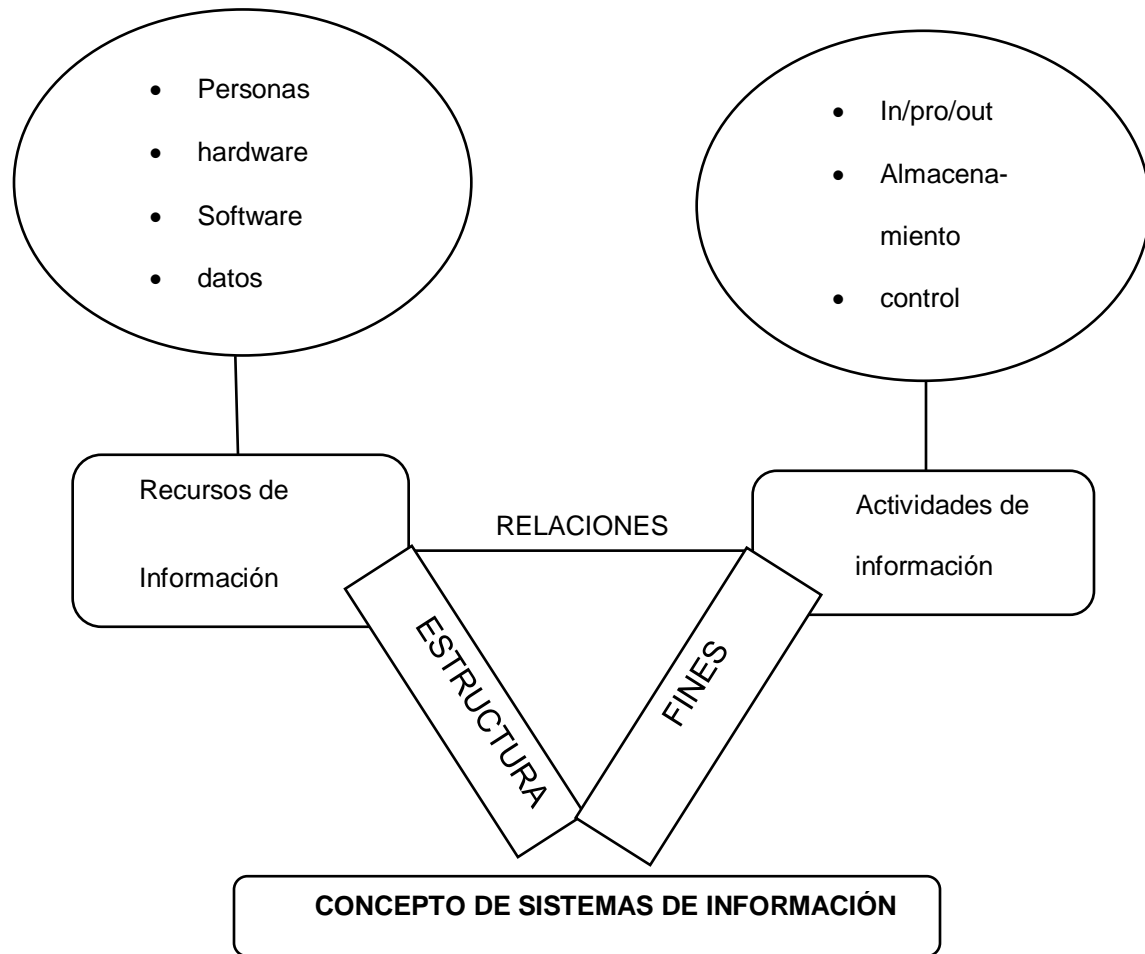 • Personas
• hardware
• Software
• datos
• In/pro/out
• Almacena-
miento
• control
Recursos de
Información
RELACIONES
Actividades de
información
ESTRUCTURA
FINES
CONCEPTO DE SISTEMAS DE INFORMACIÓN